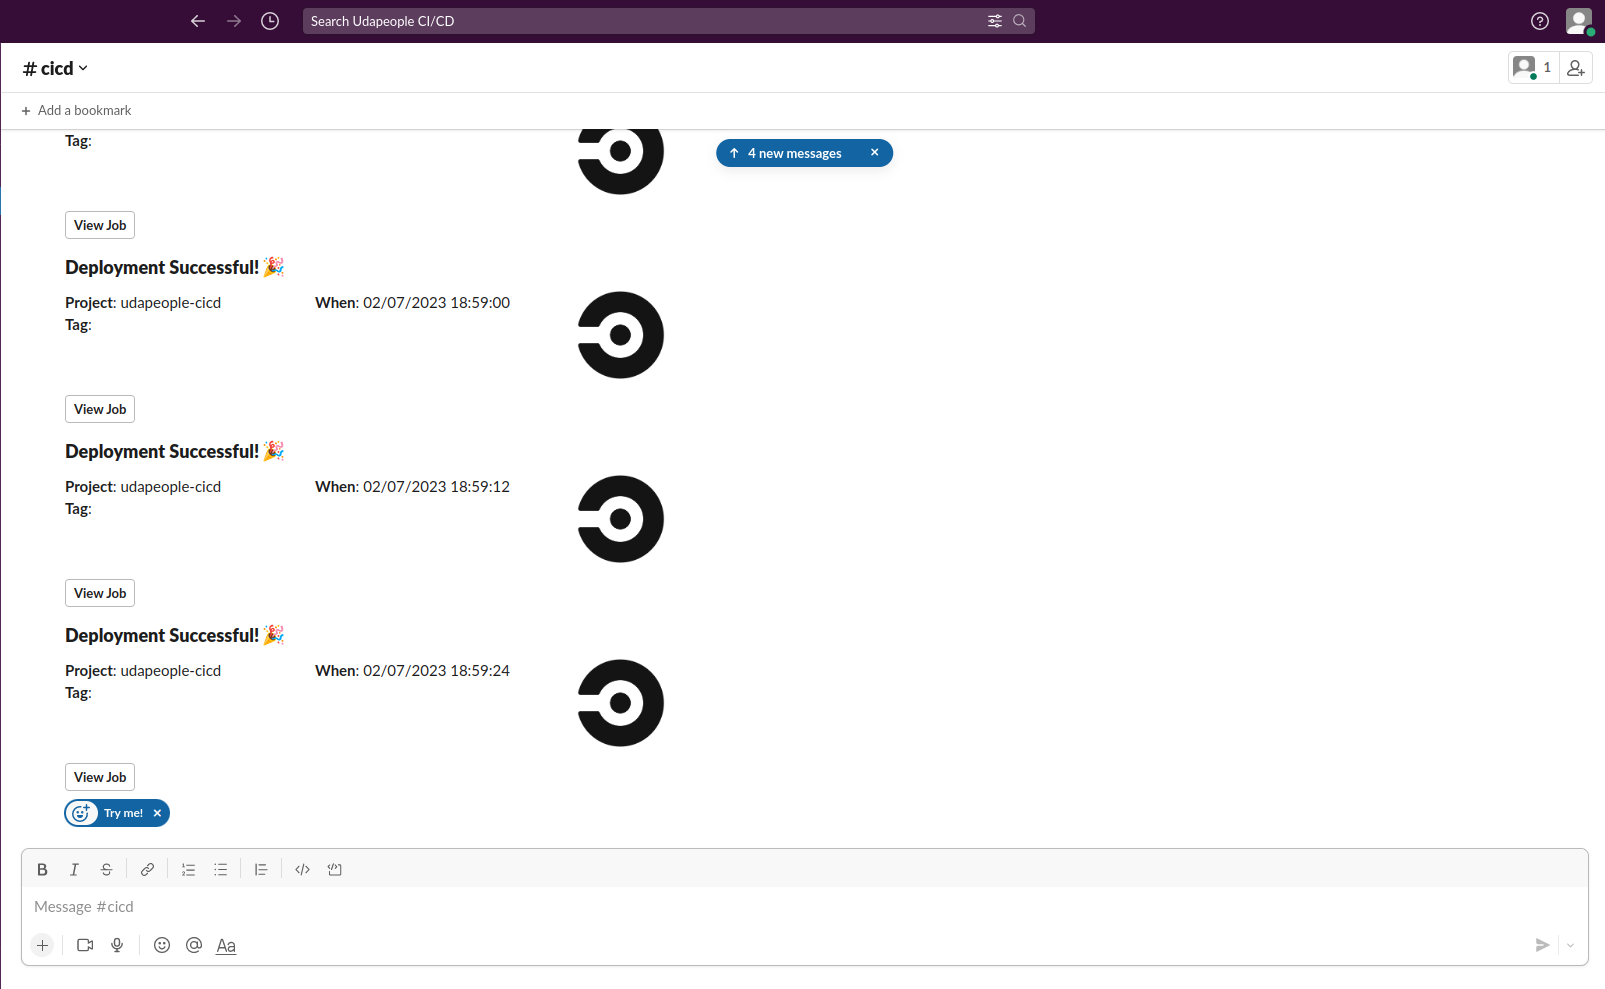 Search Udapeople CI/CD
# cicd
1
+ Add a bookmark
Tag:
4 new messages
View Job
Deployment Successful! 🎉
Project: udapeople-cicd When: 02/07/2023 18:59:00
Tag:
View Job
Deployment Successful! 🎉
Project: udapeople-cicd When: 02/07/2023 18:59:12
Tag:
View Job
Deployment Successful! 🎉
Project: udapeople-cicd When: 02/07/2023 18:59:24
Tag:
View Job
Try me!
B I S
Message #cicd
Aa